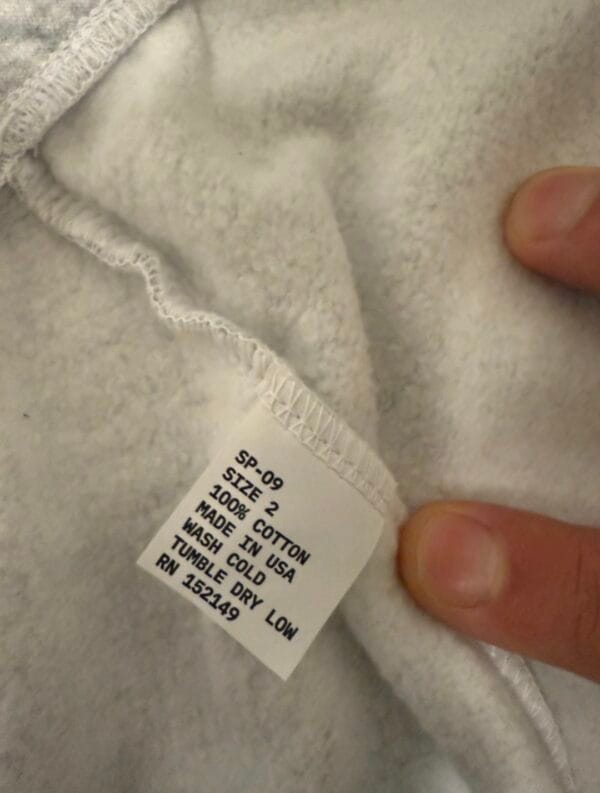 SP-09
SIZE 2
100% COTTON
MADE IN USA
WASH COLD
TUMBLE DRY LOW
RN 152149